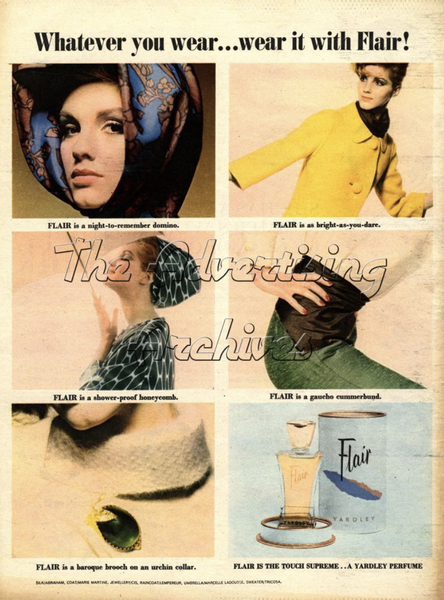 Whatever you wear...wear it with Flair!
FLAIR is a night-to-remember domino.
FLAIR is as bright-as-you-dare.
The Advertising
Archives
FLAIR is a shower-proof honeycomb.
FLAIR is a gaucho cummerbund.
Flair
Flair
YARDLEY
FLAIR is a baroque brooch on an urchin collar.
FLAIR IS THE TOUCH SUPREME . . A YARDLEY PERFUME